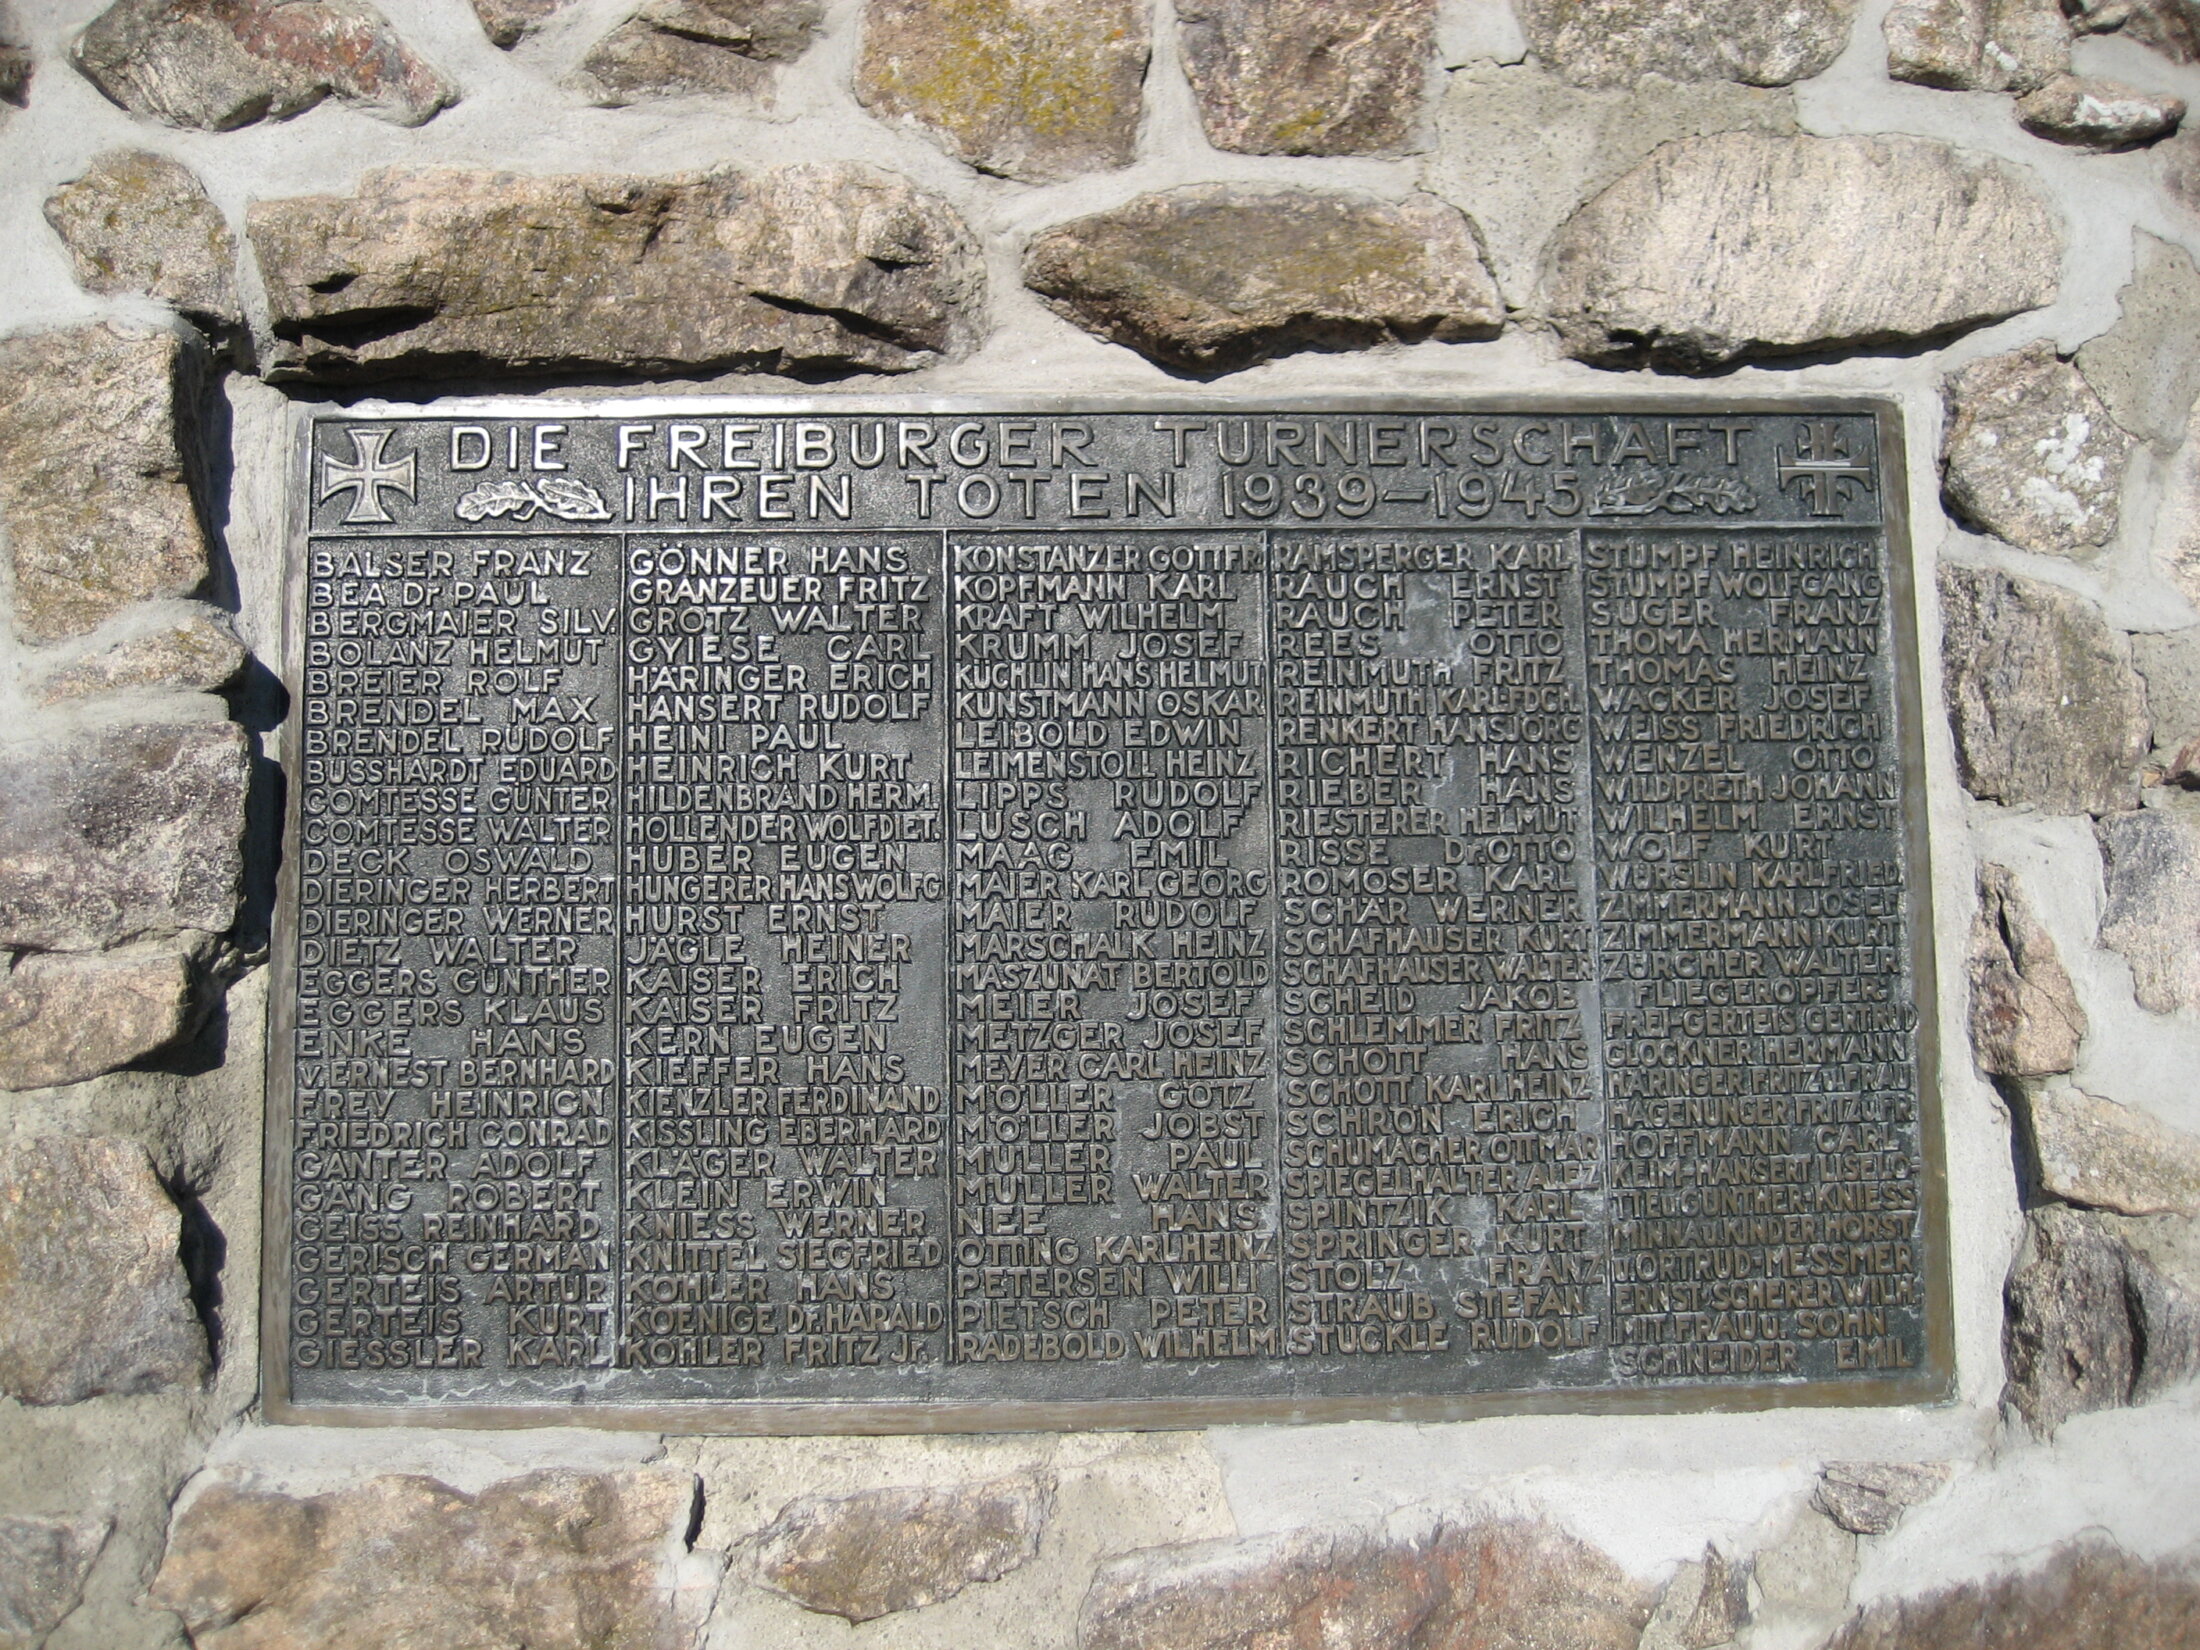 DIE FREIBURGER TURNERSCHAFT
IHREN TOTEN 1939–1945
BALSER FRANZ
BEA Dr PAUL
BERGMAIER SILV.
BOLANZ HELMUT
BREIER ROLF
BRENDEL MAX
BRENDEL RUDOLF
BUSSHARDT EDUARD
COMTESSE GÜNTER
COMTESSE WALTER
DECK OSWALD
DIERINGER HERBERT
DIERINGER WERNER
DIETZ WALTER
EGGERS GÜNTHER
EGGERS KLAUS
ENKE HANS
v.ERNEST BERNHARD
FREY HEINRICH
FRIEDRICH CONRAD
GANTER ADOLF
GANG ROBERT
GEISS REINHARD
GERISCH GERMAN
GERTEIS ARTUR
GERTEIS KURT
GIESSLER KARL
GÖNNER HANS
GRANZEUER FRITZ
GROTZ WALTER
GYIESE CARL
HÄRINGER ERICH
HANSERT RUDOLF
HEINI PAUL
HEINRICH KURT
HILDENBRAND HERM.
HOLLENDER WOLFDIET.
HUBER EUGEN
HUNGERER HANS WOLFG
HURST ERNST
JÄGLE HEINER
KAISER ERICH
KAISER FRITZ
KERN EUGEN
KIEFFER HANS
KIENZLER FERDINAND
KISSLING EBERHARD
KLÄGER WALTER
KLEIN ERWIN
KNIESS WERNER
KNITTEL SIEGFRIED
KÖHLER HANS
KOENIGE Dr. HARALD
KOHLER FRITZ Jr.
KONSTANZER GOTTFR.
KOPFMANN KARL
KRAFT WILHELM
KRUMM JOSEF
KÜCHLIN HANS HELMUT
KUNSTMANN OSKAR
LEIBOLD EDWIN
LEIMENSTOLL HEINZ
LIPPS RUDOLF
LUSCH ADOLF
MAAG EMIL
MAIER KARL GEORG
MAIER RUDOLF
MARSCHALK HEINZ
MASZUNAT BERTOLD
MEIER JOSEF
METZGER JOSEF
MEYER CARL HEINZ
MÖLLER GÖTZ
MÖLLER JOBST
MÜLLER PAUL
MÜLLER WALTER
NEE HANS
OTTING KARLHEINZ
PETERSEN WILLI
PIETSCH PETER
RADEBOLD WILHELM
RAMSPERGER KARL
RAUCH ERNST
RAUCH PETER
REES OTTO
REINMUTH FRITZ
REINMUTH KARL-FDCH.
RENKERT HANSJÖRG
RICHERT HANS
RIEBER HANS
RIESTERER HELMUT
RISSE Dr. OTTO
ROMOSER KARL
SCHÄR WERNER
SCHAFHAUSER KURT
SCHAFHAUSER WALTER
SCHEID JAKOB
SCHLEMMER FRITZ
SCHOTT HANS
SCHOTT KARLHEINZ
SCHRÖN ERICH
SCHUMACHER OTTMAR
SPIEGELHALTER ALEZ
SPINTZIK KARL
SPRINGER KURT
STOLZ FRANZ
STRAUB STEFAN
STÜCKLE RUDOLF
STUMPF HEINRICH
STUMPF WOLFGANG
SUGER FRANZ
THOMA HERMANN
THOMAS HEINZ
WACKER JOSEF
WEISS FRIEDRICH
WENZEL OTTO
WILDPRETH JOHANN
WILHELM ERNST
WOLF KURT
WÜRSLIN KARLFRIED
ZIMMERMANN JOSEF
ZIMMERMANN KURT
ZÜRCHER WALTER
FLIEGEROPFER:
FREI-GERTEIS GERTRUD
GLOCKNER HERMANN
HÄRINGER FRITZ u. FRAU
HAGENUNGER FRITZ u. FR.
HOFFMANN CARL
KEIM-HANSERT LISELO-
TTE u. GÜNTHER-KNIESS
MINNA u. KINDER HORST
u. ORTRUD-MESSMER
ERNST. SCHERER WILH.
MIT FRAU u. SOHN
SCHNEIDER EMIL